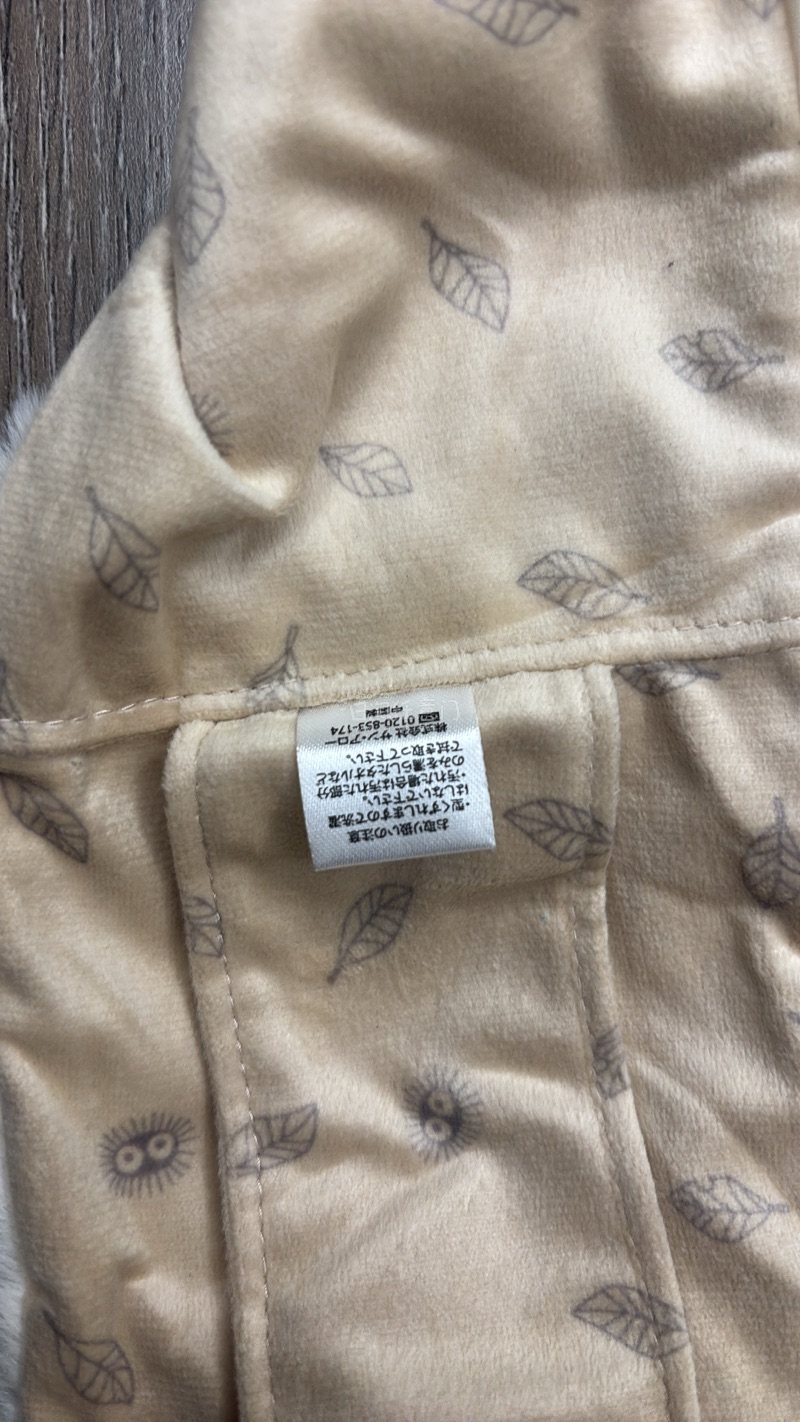 お取り扱いの注意
・型くずれしますので洗濯
はしないで下さい。
・汚れた場合は汚れた部分
のみを濡らしたタオルなど
で拭き取って下さい。
株式会社 サン・アロー
0120-853-174
中国製